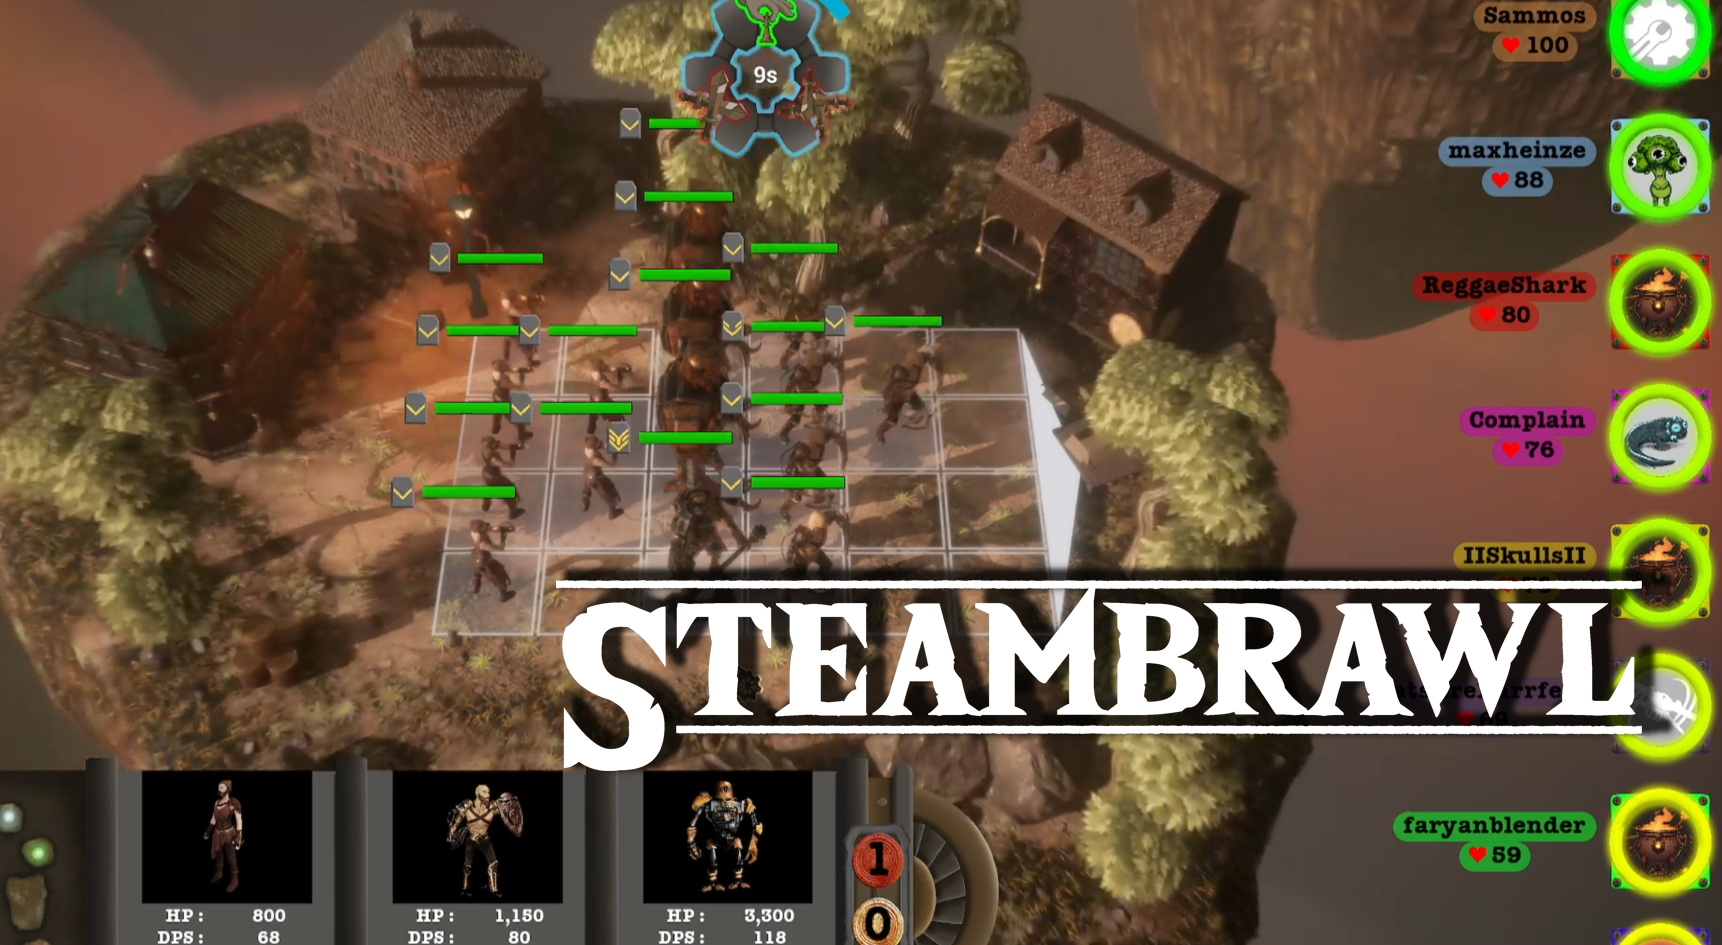 9s
Sammos
100
maxheinze
88
ReggaeShark
80
Complain
76
IISkullsII
STEAMBRAWL
faryanblender
59
HP: 800
DPS: 68
HP: 1,150
DPS: 80
HP: 3,300
DPS: 118
1
0